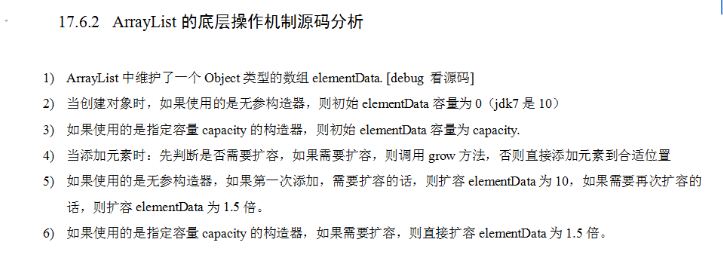 17.6.2 ArrayList 的底层操作机制源码分析
1) ArrayList 中维护了一个 Object 类型的数组 elementData. [debug 看源码]
2) 当创建对象时，如果使用的是无参构造器，则初始 elementData 容量为 0（jdk7 是 10）
3) 如果使用的是指定容量 capacity 的构造器，则初始 elementData 容量为 capacity.
4) 当添加元素时：先判断是否需要扩容，如果需要扩容，则调用 grow 方法，否则直接添加元素到合适位置
5) 如果使用的是无参构造器，如果第一次添加，需要扩容的话，则扩容 elementData 为 10，如果需要再次扩容的
话，则扩容 elementData 为 1.5 倍。
6) 如果使用的是指定容量 capacity 的构造器，如果需要扩容，则直接扩容 elementData 为 1.5 倍。